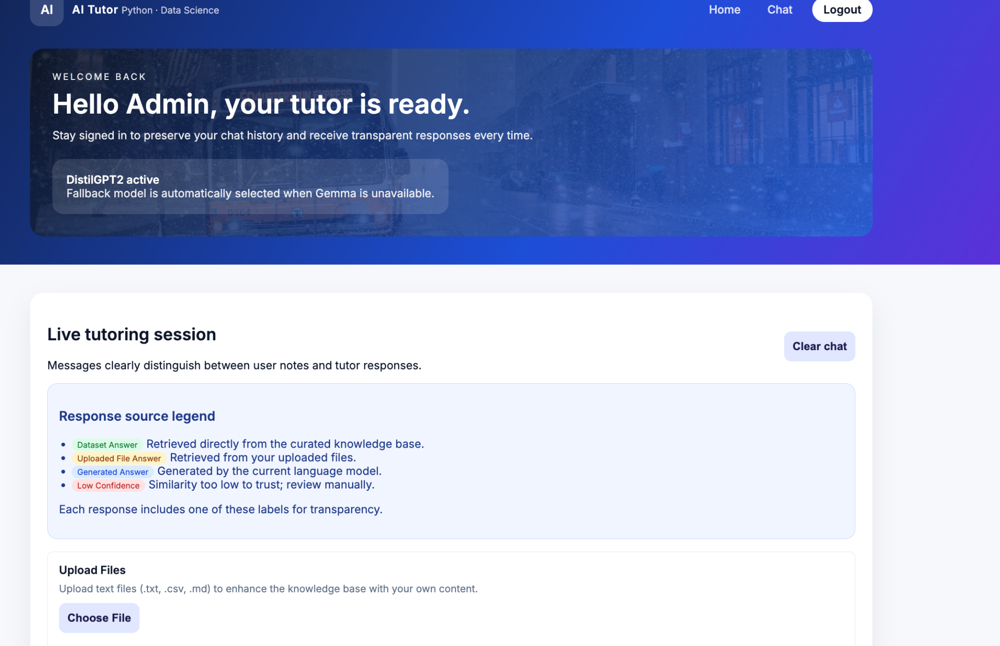 AI
AI Tutor Python · Data Science
Home
Chat
Logout
WELCOME BACK
Hello Admin, your tutor is ready.
Stay signed in to preserve your chat history and receive transparent responses every time.
DistilGPT2 active
Fallback model is automatically selected when Gemma is unavailable.
0464
T
Live tutoring session
Clear chat
Messages clearly distinguish between user notes and tutor responses.
Response source legend
• Dataset Answer Retrieved directly from the curated knowledge base.
• Uploaded File Answer Retrieved from your uploaded files.
• Generated Answer Generated by the current language model.
• Low Confidence Similarity too low to trust; review manually.
Each response includes one of these labels for transparency.
Upload Files
Upload text files (.txt, .csv, .md) to enhance the knowledge base with your own content.
Choose File